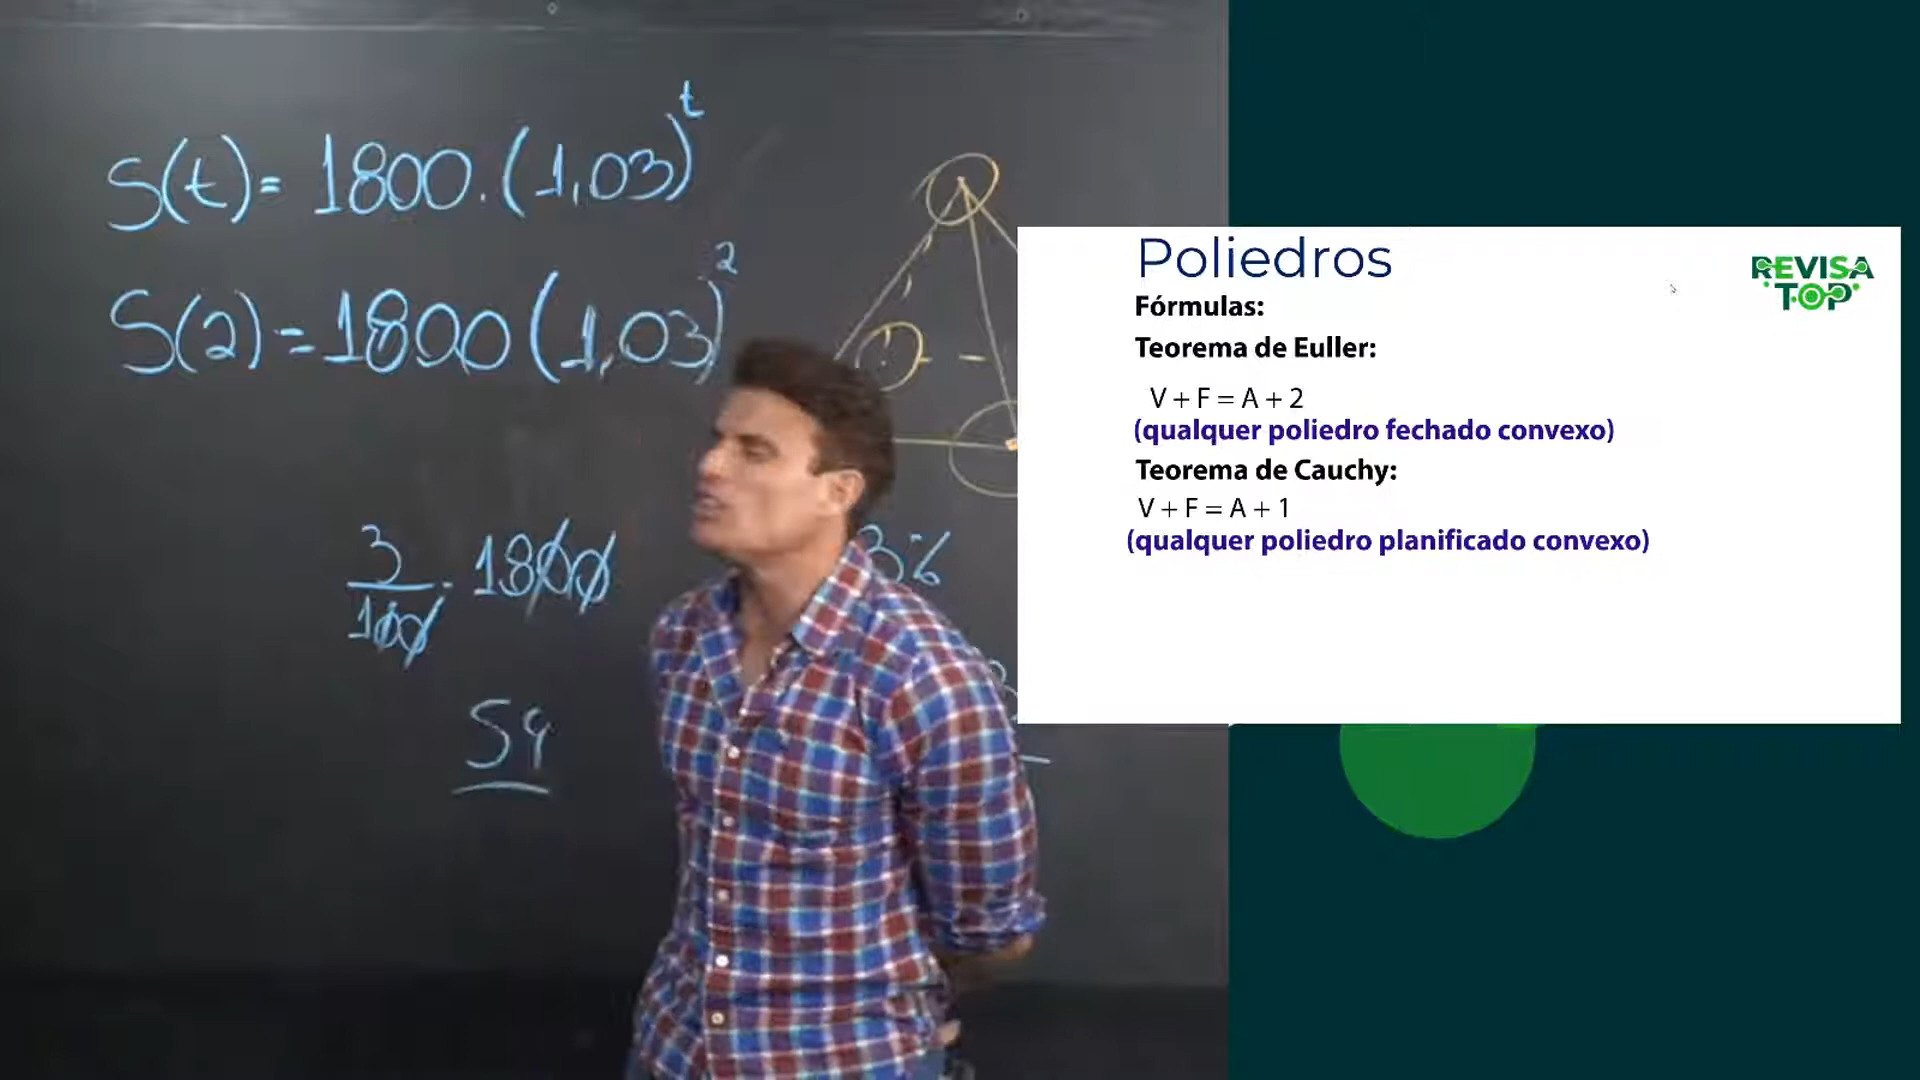 S(t) = 1800 . (1,03)^t
S(2) = 1800 (1,03)^2
3/100 . 1800
3%
54
Poliedros
REVISA
TOP
Fórmulas:
Teorema de Euller:
V + F = A + 2
(qualquer poliedro fechado convexo)
Teorema de Cauchy:
V + F = A + 1
(qualquer poliedro planificado convexo)